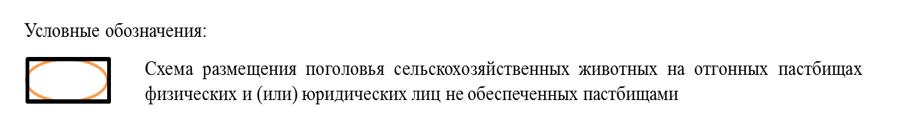 Условные обозначения:
Схема размещения поголовья сельскохозяйственных животных на отгонных пастбищах
физических и (или) юридических лиц не обеспеченных пастбищами